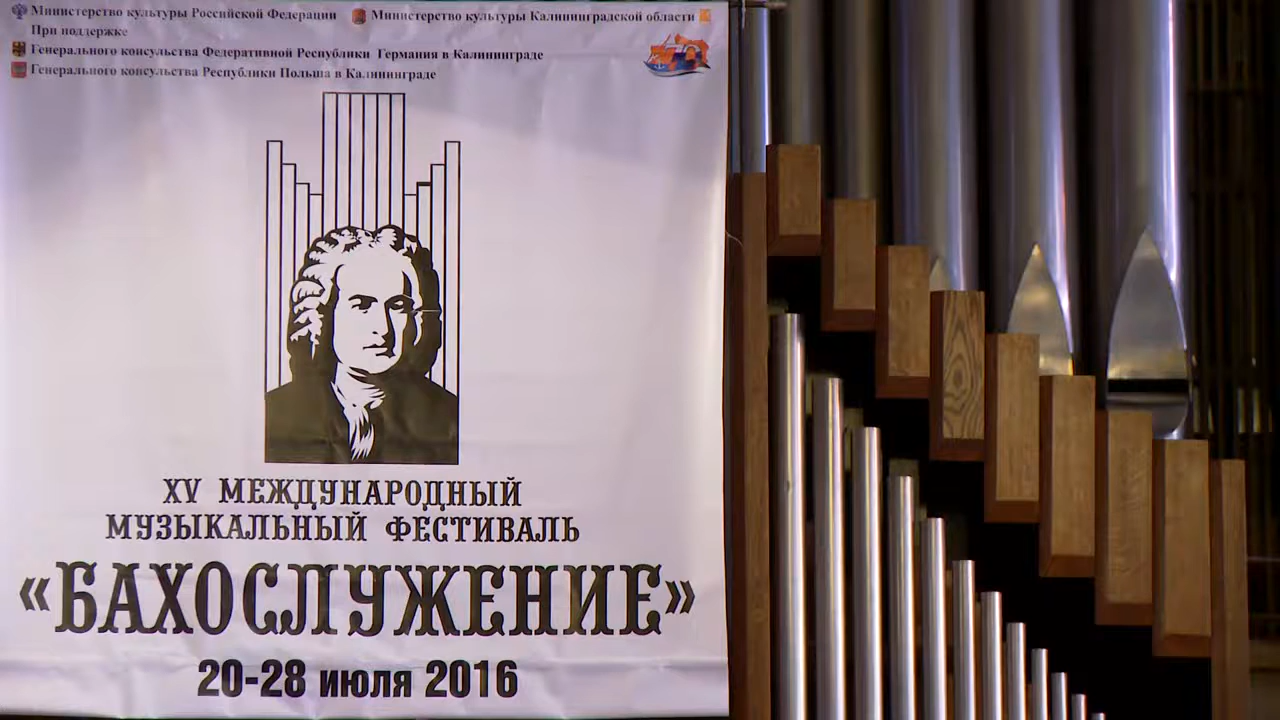 Министерство культуры Российской Федерации Министерство культуры Калининградской области
При поддержке
Генерального консульства Федеративной Республики Германия в Калининграде
Генерального консульства Республики Польша в Калининграде
XV МЕЖДУНАРОДНЫЙ
МУЗЫКАЛЬНЫЙ ФЕСТИВАЛЬ
«БАХОСЛУЖЕНИЕ»
20-28 июля 2016